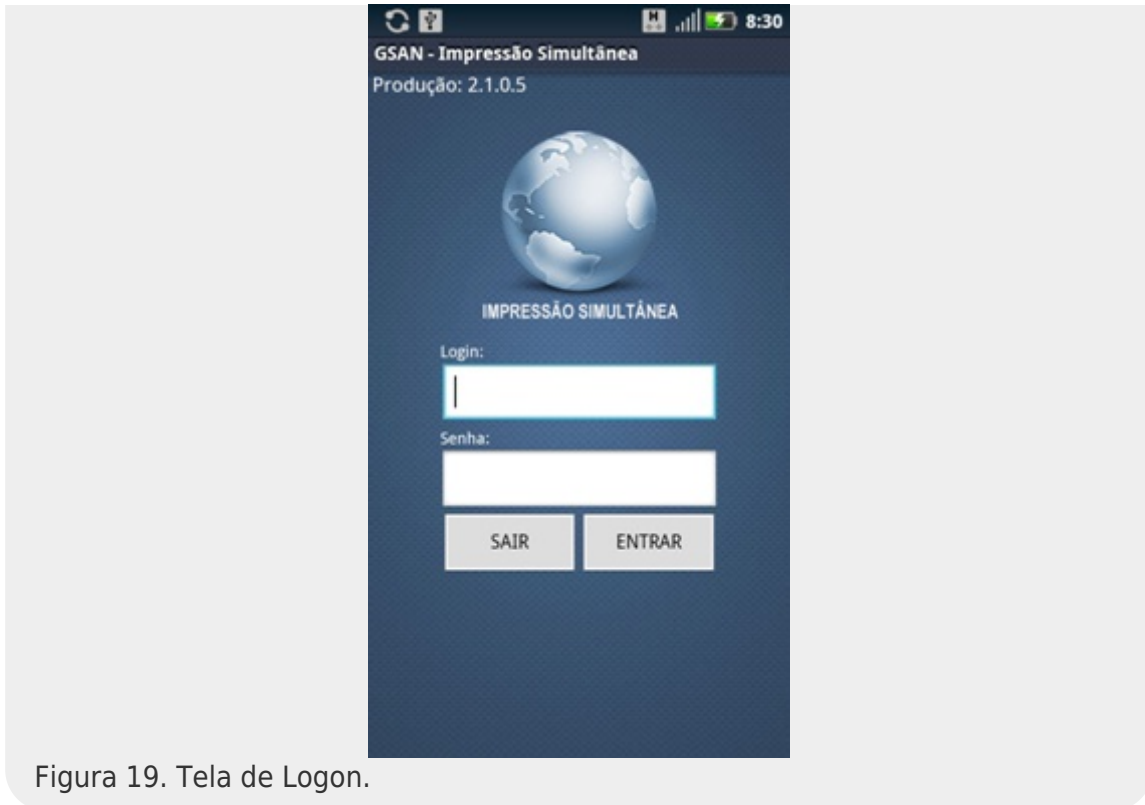 8:30
GSAN - Impressão Simultânea
Produção: 2.1.0.5
IMPRESSÃO SIMULTÂNEA
Login:
Senha:
SAIR ENTRAR
Figura 19. Tela de Logon.